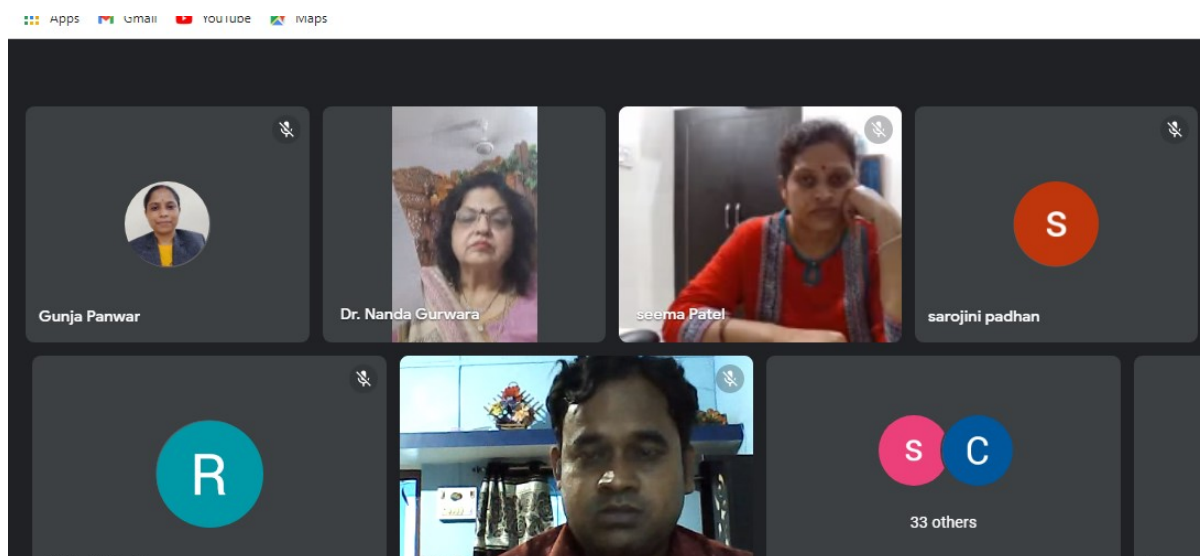 Apps Gmail YouTube Maps
Gunja Panwar
Dr. Nanda Gurwara
seema Patel
S
sarojini padhan
R
S C
33 others